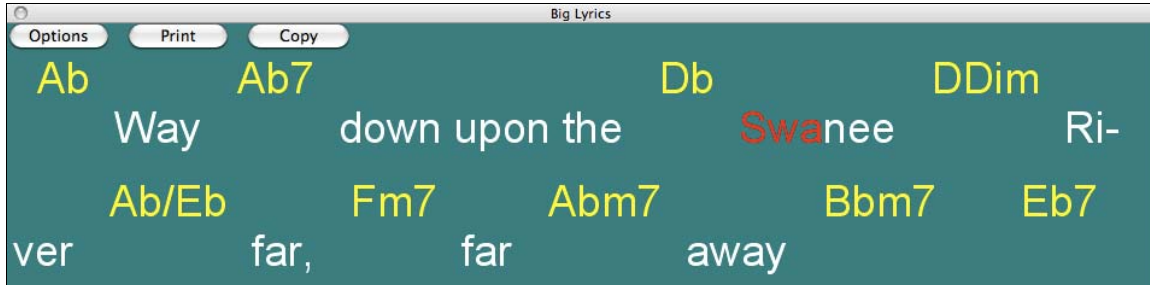 Big Lyrics
Options Print Copy
Ab Ab7 Db DDim
Way down upon the Swanee Ri-
Ab/Eb Fm7 Abm7 Bbm7 Eb7
ver far, far away